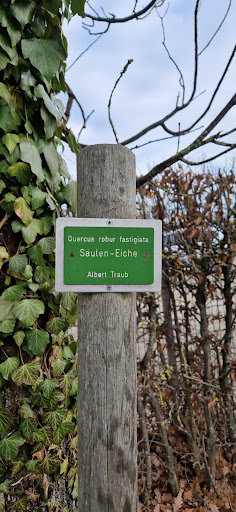 Quercus robur fastigiata
Säulen-Eiche
Albert Traub